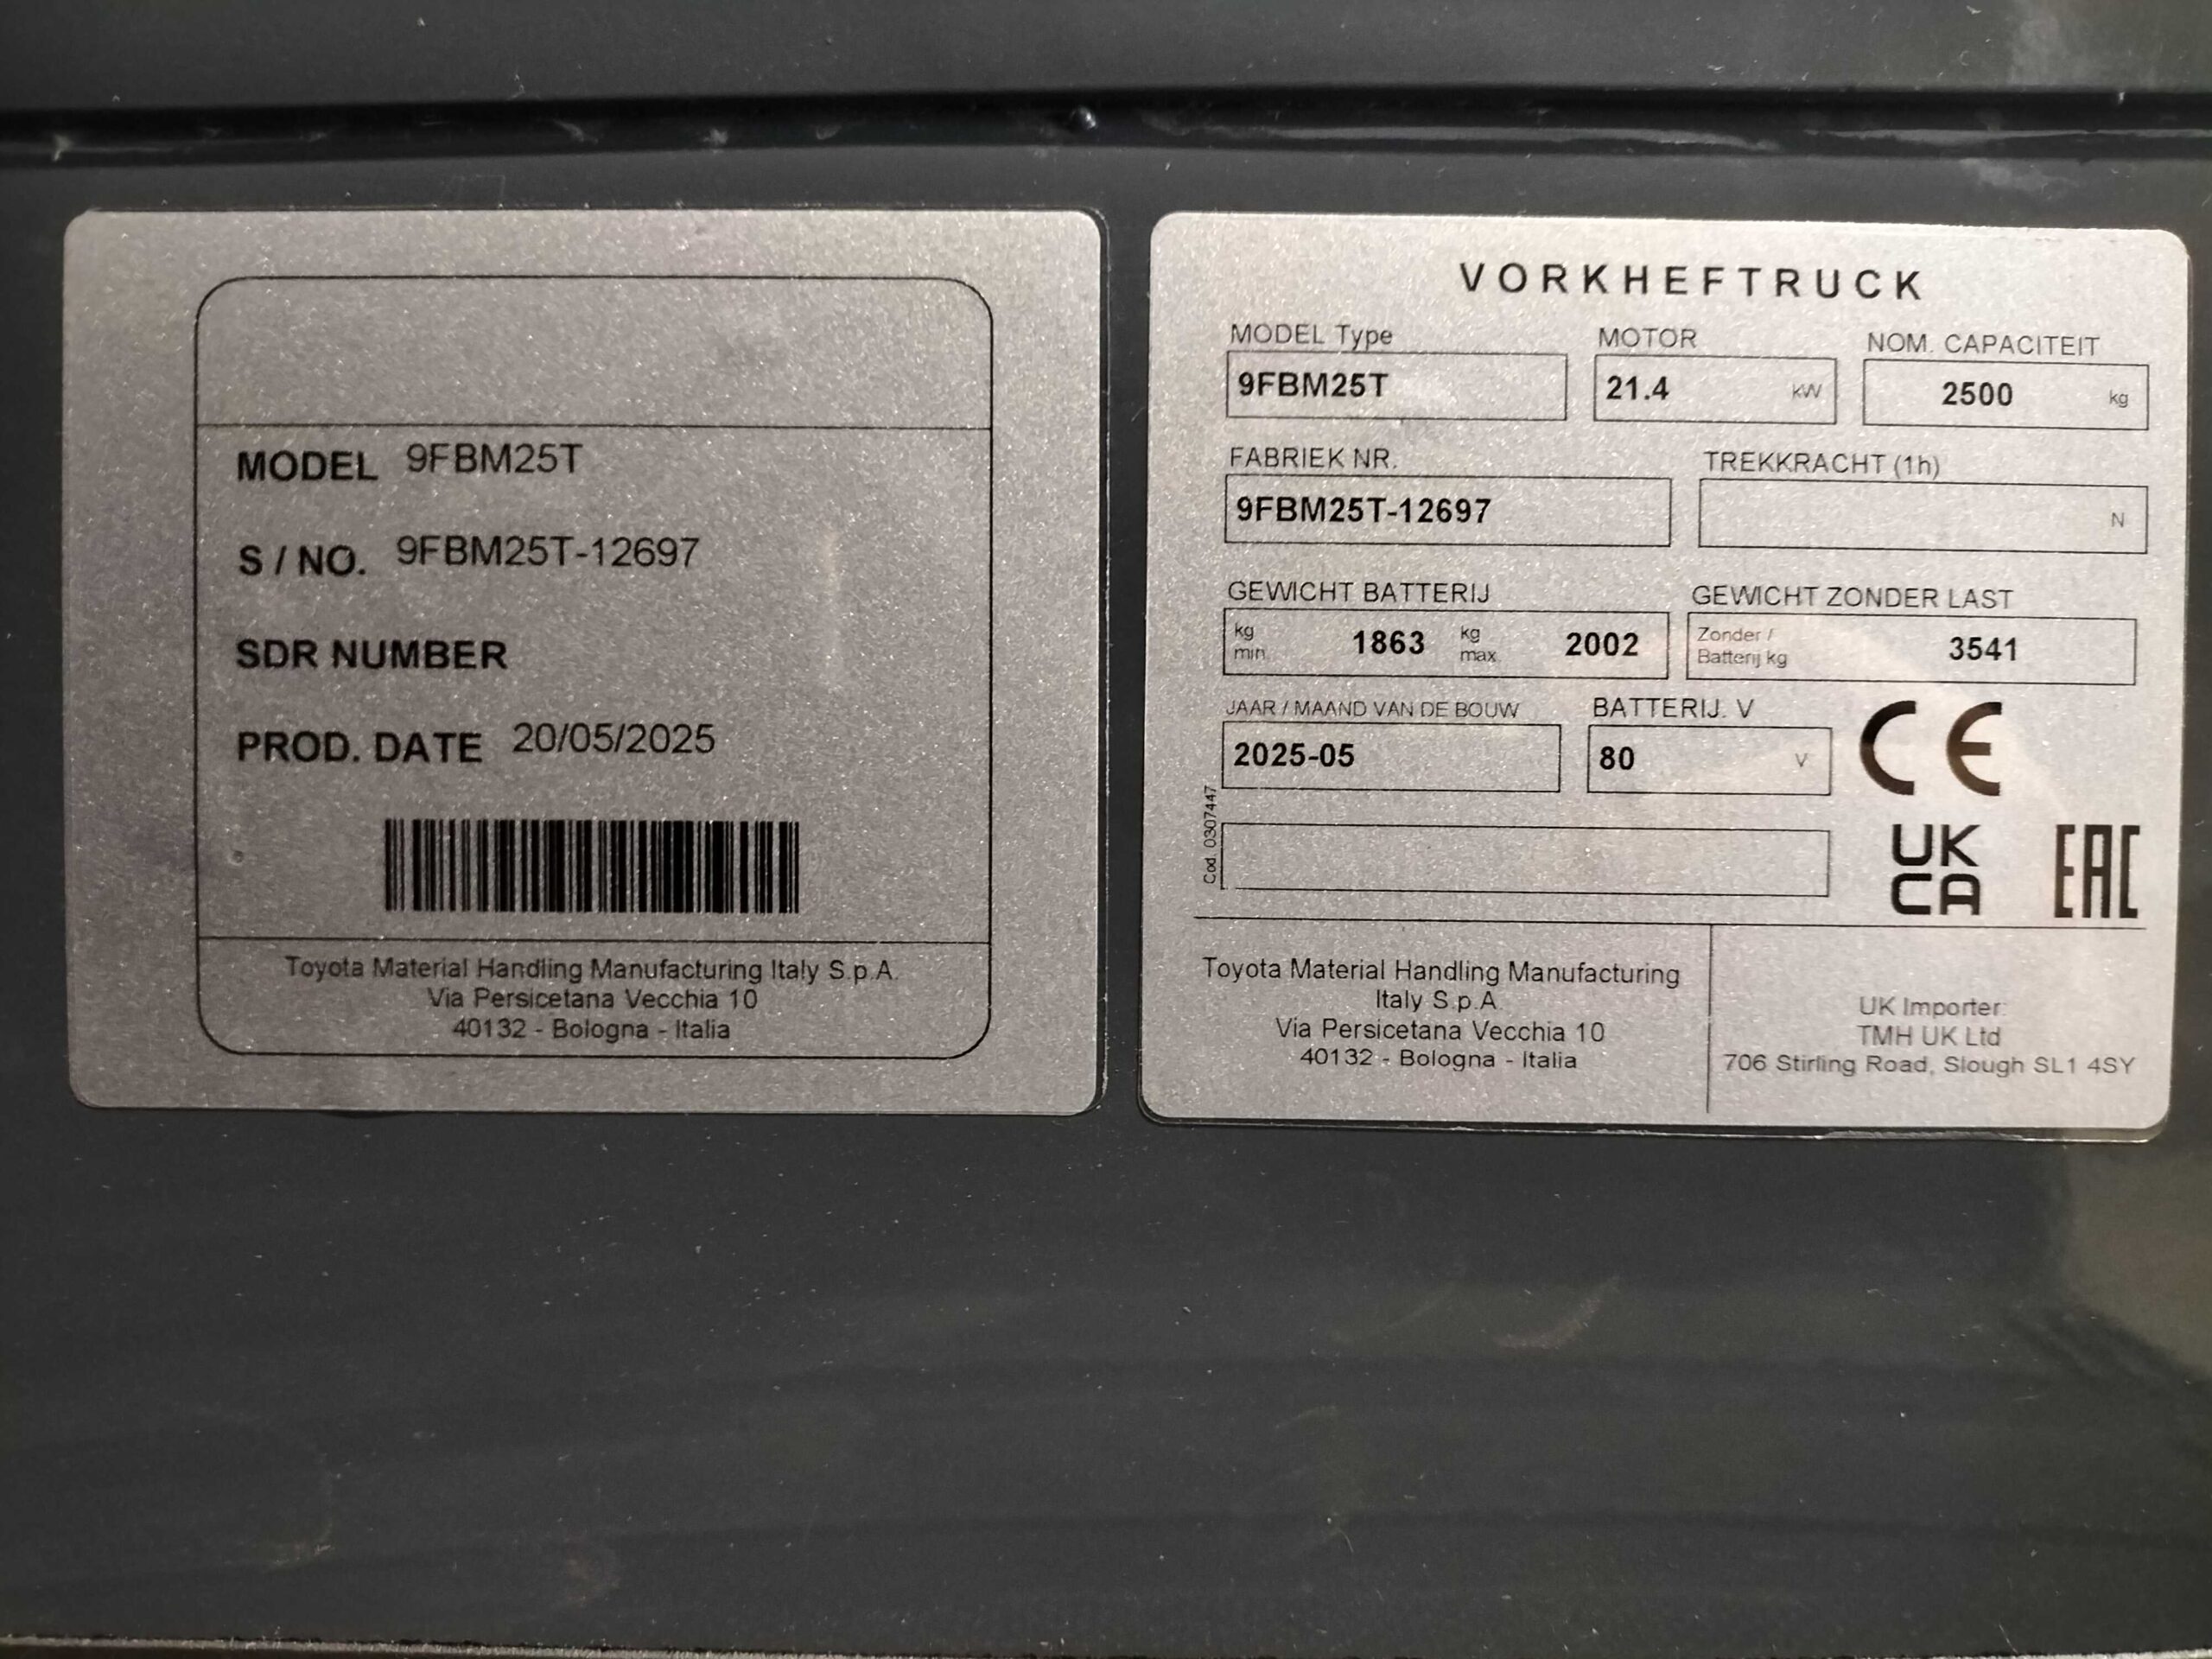 MODEL 9FBM25T
S / NO. 9FBM25T-12697
SDR NUMBER
PROD. DATE 20/05/2025
Toyota Material Handling Manufacturing Italy S.p.A.
Via Persicetana Vecchia 10
40132 - Bologna - Italia
VORKHEFTRUCK
MODEL Type MOTOR NOM. CAPACITEIT
9FBM25T 21.4 kW 2500 kg
FABRIEK NR. TREKKRACHT (1h)
9FBM25T-12697 N
GEWICHT BATTERIJ GEWICHT ZONDER LAST
kg min 1863 kg max 2002 Zonder / Batterij kg 3541
JAAR / MAAND VAN DE BOUW BATTERIJ. V
2025-05 80 V
CE
Cod. 0307447
UK
CA
EAC
Toyota Material Handling Manufacturing
Italy S.p.A.
Via Persicetana Vecchia 10
40132 - Bologna - Italia
UK Importer:
TMH UK Ltd
706 Stirling Road, Slough SL1 4SY